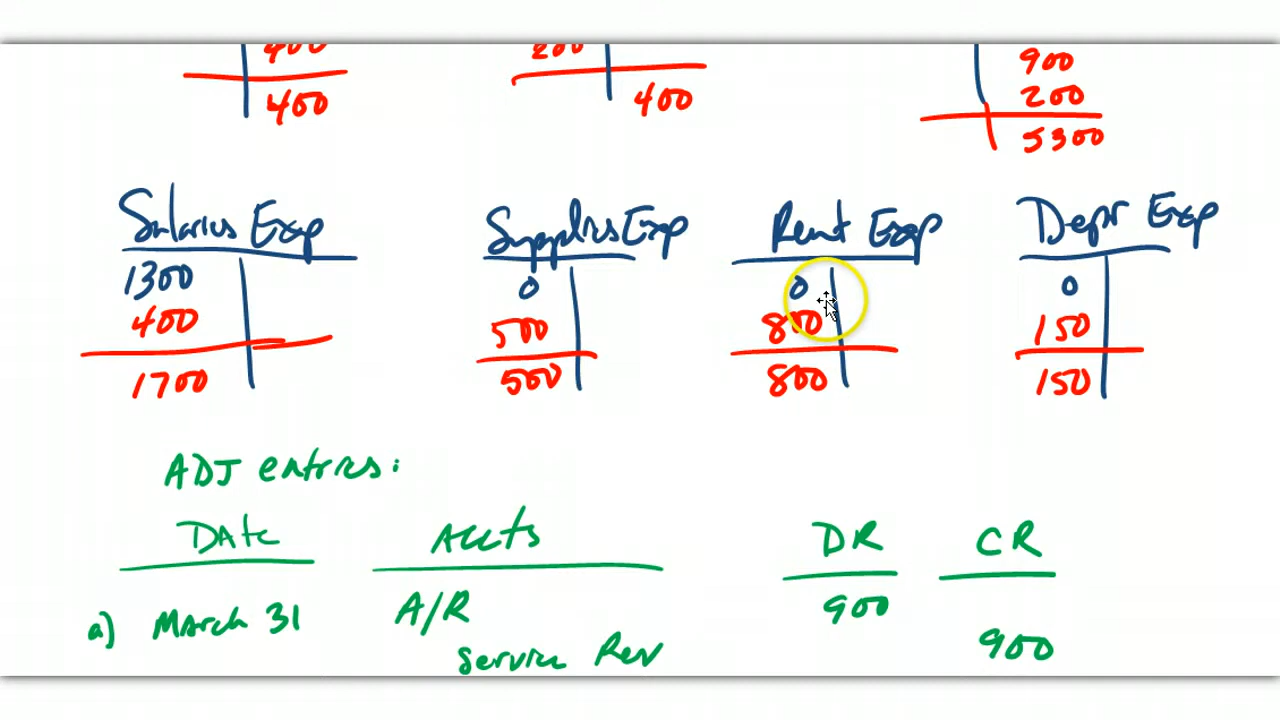 400 200 900
200
400 400 5300
Salaries Exp Supplies Exp Rent Exp Depr Exp
1300 0 0 0
400 500 800 150
1700 500 800 150
ADJ entries:
DAte Accts DR CR
a) March 31 A/R 900
Service Rev 900